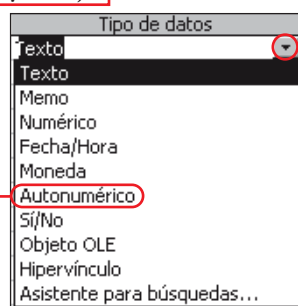 Tipo de datos
Texto
Texto
Memo
Numérico
Fecha/Hora
Moneda
Autonumérico
Sí/No
Objeto OLE
Hipervínculo
Asistente para búsquedas...